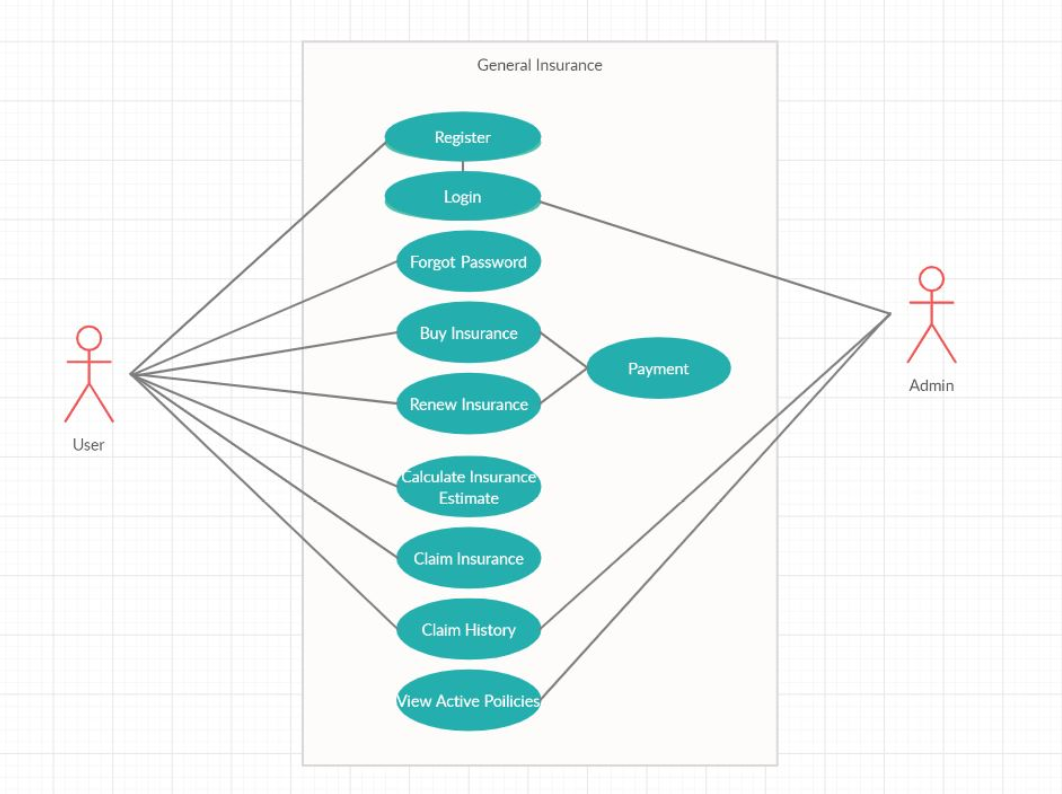 General Insurance
Register
Login
Forgot Password
Buy Insurance
Payment
Renew Insurance
Calculate Insurance
Estimate
Claim Insurance
Claim History
View Active Poilicies
User
Admin